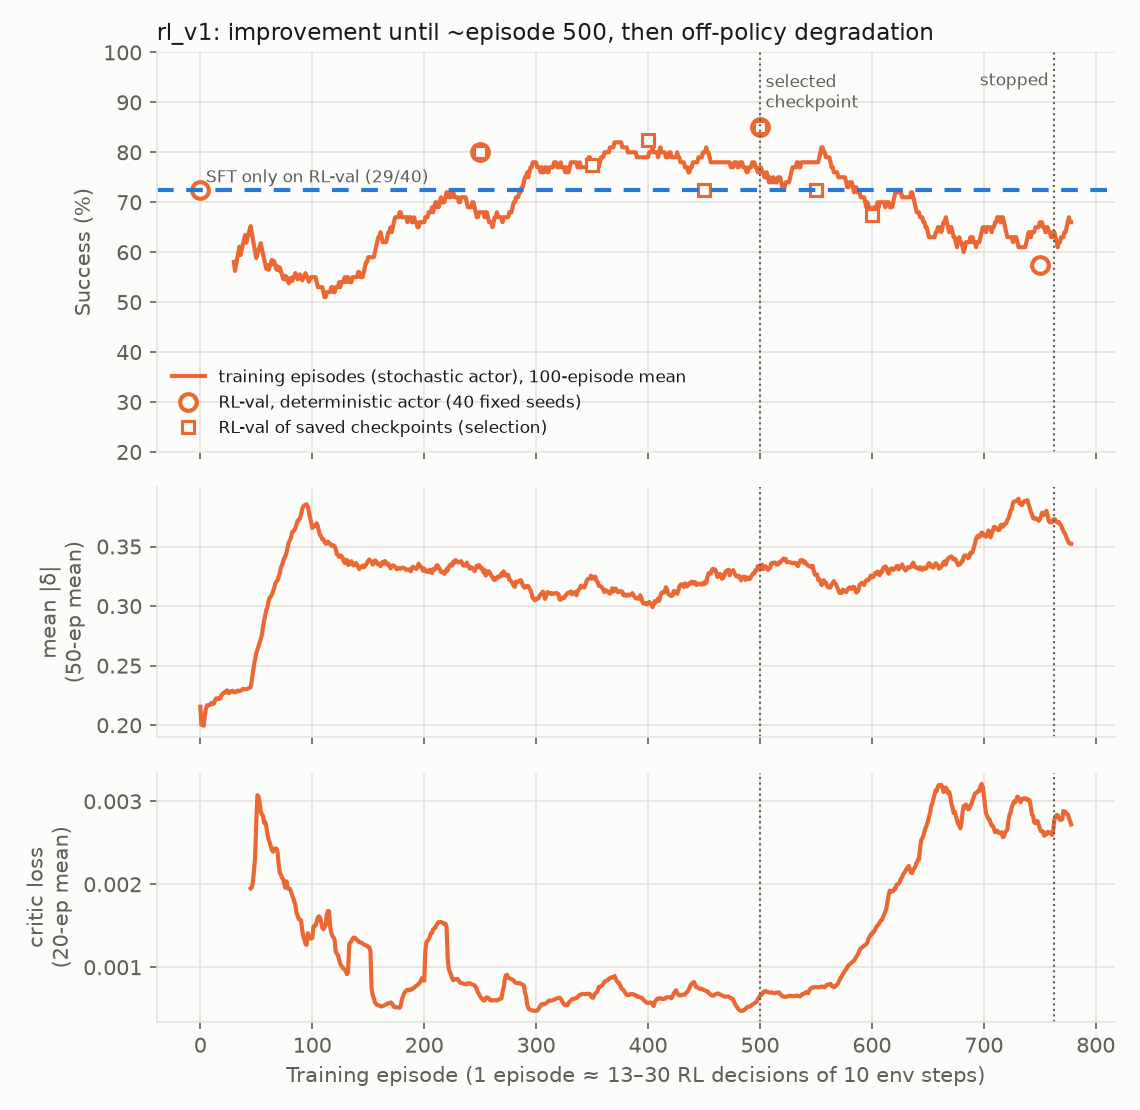 rl_v1: improvement until ~episode 500, then off-policy degradation
100
90
80
70
60
50
40
30
20
Success (%)
selected
checkpoint
stopped
SFT only on RL-val (29/40)
training episodes (stochastic actor), 100-episode mean
RL-val, deterministic actor (40 fixed seeds)
RL-val of saved checkpoints (selection)
0.35
0.30
0.25
0.20
mean |δ|
(50-ep mean)
0.003
0.002
0.001
critic loss
(20-ep mean)
0 100 200 300 400 500 600 700 800
Training episode (1 episode ≈ 13–30 RL decisions of 10 env steps)